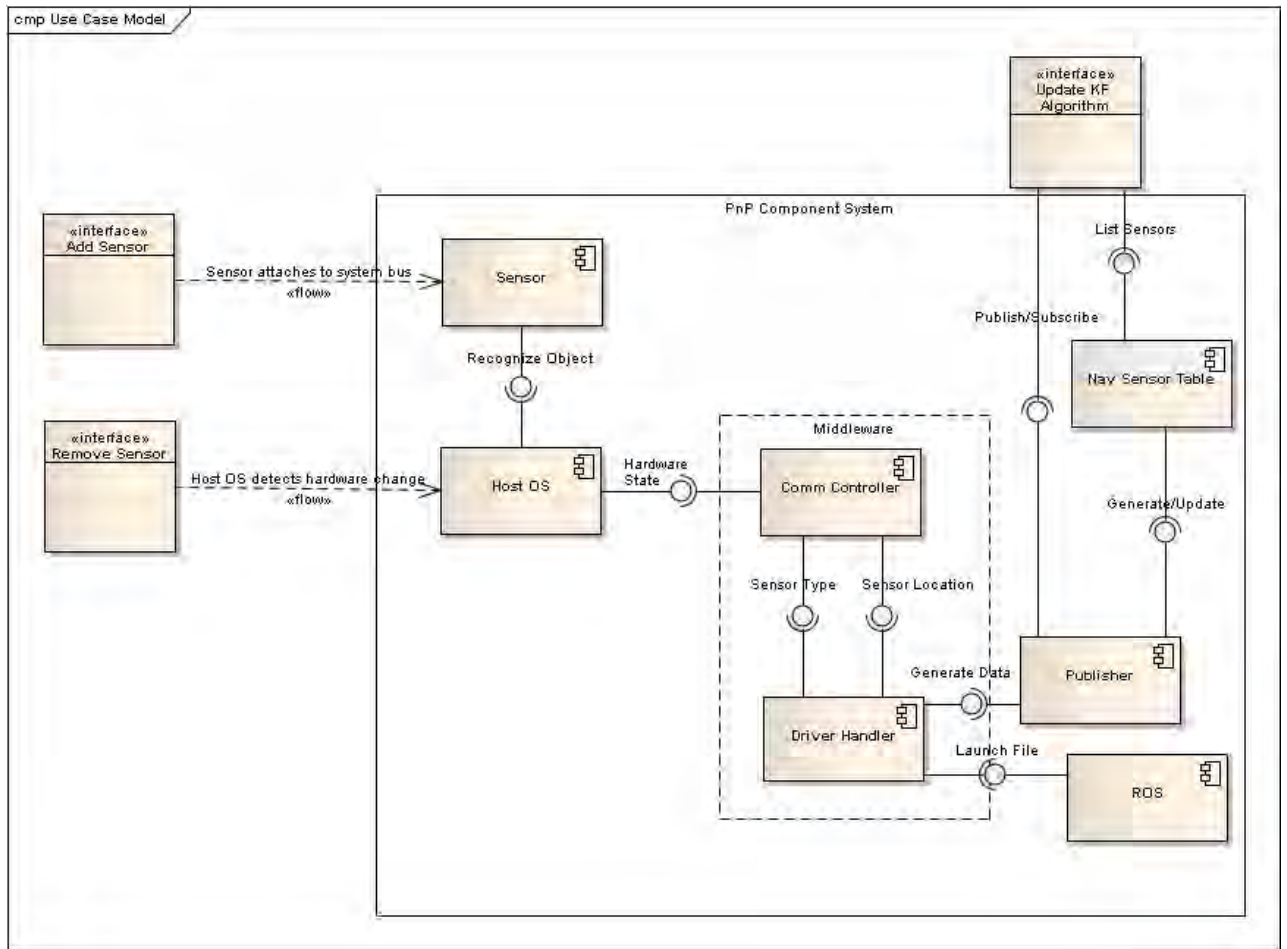 cmp Use Case Model
«interface»
Update KF
Algorithm
PnP Component System
«interface»
Add Sensor
Sensor attaches to system bus
«flow»
Sensor
List Sensors
Recognize Object
Publish/Subscribe
Nav Sensor Table
«interface»
Remove Sensor
Host OS detects hardware change
«flow»
Host OS
Hardware
State
Middleware
Comm Controller
Generate/Update
Sensor Type
Sensor Location
Generate Data
Publisher
Driver Handler
Launch File
ROS